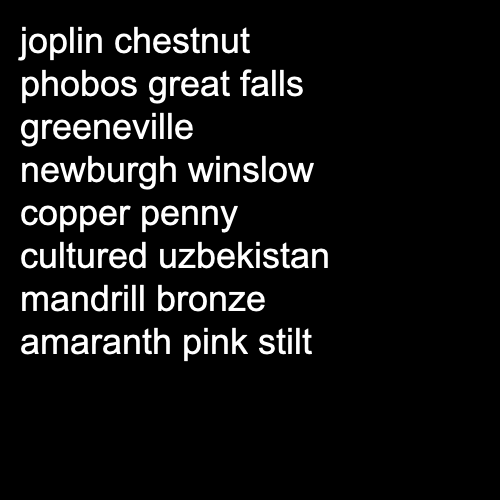 joplin chestnut
phobos great falls
greeneville
newburgh winslow
copper penny
cultured uzbekistan
mandrill bronze
amaranth pink stilt